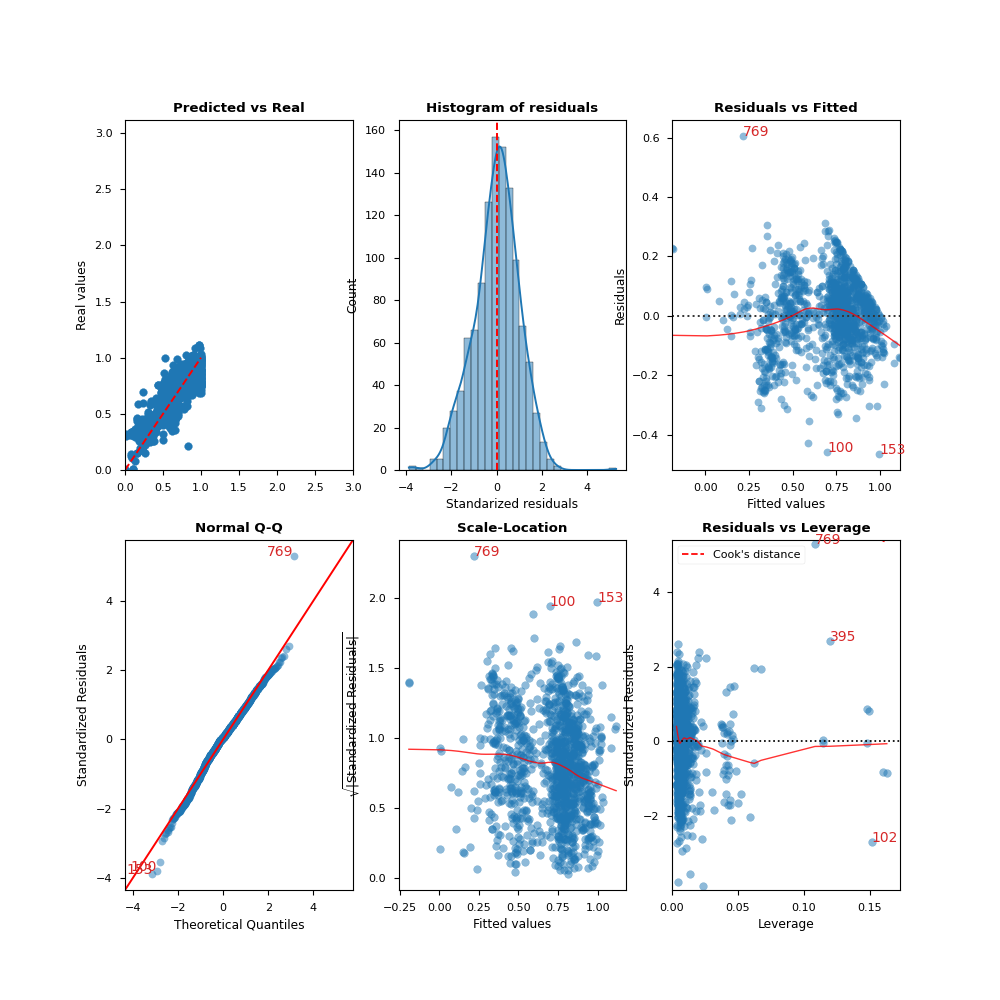 Predicted vs Real
Real values
3.0
2.5
2.0
1.5
1.0
0.5
0.0
0.0 0.5 1.0 1.5 2.0 2.5 3.0
Histogram of residuals
Count
160
140
120
100
80
60
40
20
0
−4 −2 0 2 4
Standarized residuals
Residuals vs Fitted
Residuals
0.6
0.4
0.2
0.0
−0.2
−0.4
769
100
153
0.00 0.25 0.50 0.75 1.00
Fitted values
Normal Q-Q
Standardized Residuals
4
2
0
−2
−4
769
100
153
−4 −2 0 2 4
Theoretical Quantiles
Scale-Location
√|Standardized Residuals|
2.0
1.5
1.0
0.5
0.0
769
100
153
−0.25 0.00 0.25 0.50 0.75 1.00
Fitted values
Residuals vs Leverage
Standardized Residuals
4
2
0
−2
Cook's distance
769
395
102
0.00 0.05 0.10 0.15
Leverage